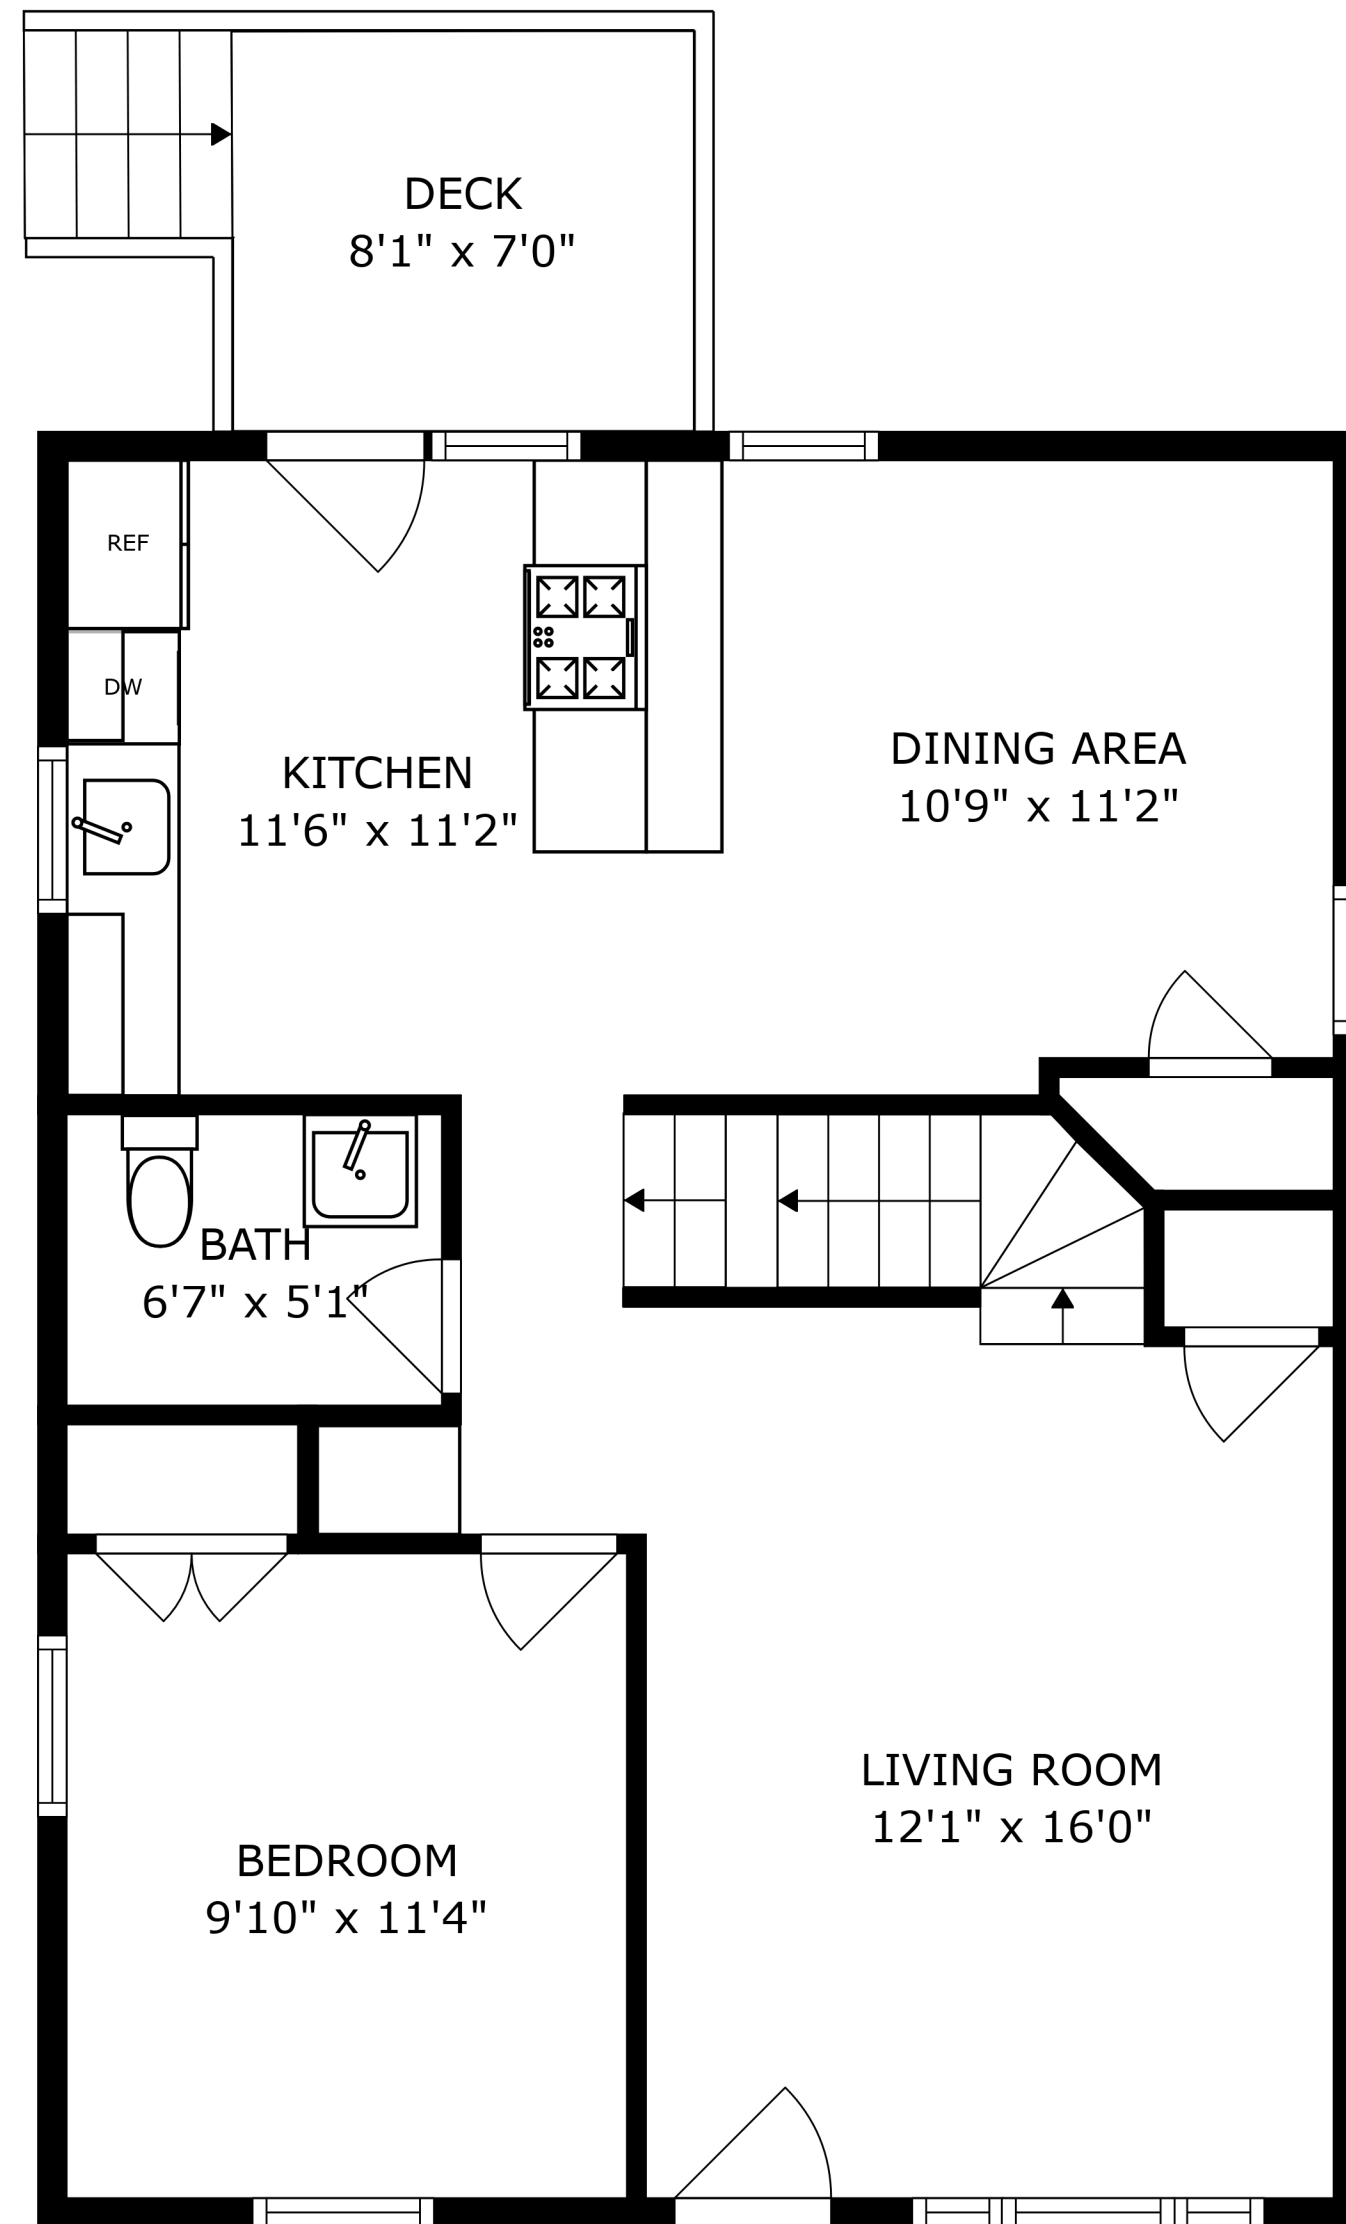 DECK
8'1" x 7'0"
REF
DW
KITCHEN
11'6" x 11'2"
DINING AREA
10'9" x 11'2"
BATH
6'7" x 5'1"
LIVING ROOM
12'1" x 16'0"
BEDROOM
9'10" x 11'4"